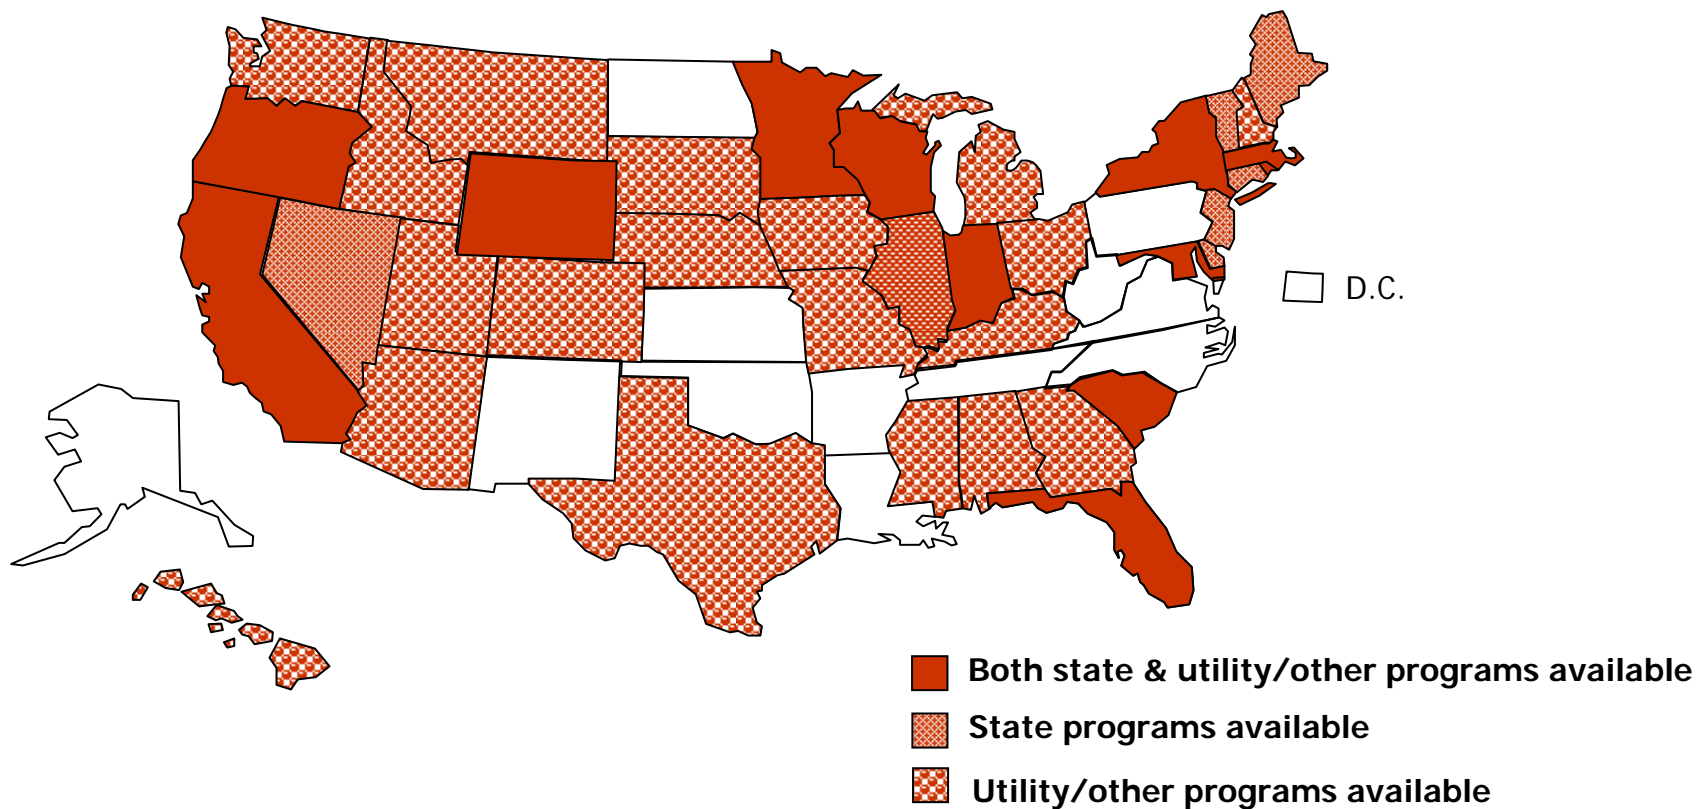 D.C.
Both state & utility/other programs available
State programs available
Utility/other programs available